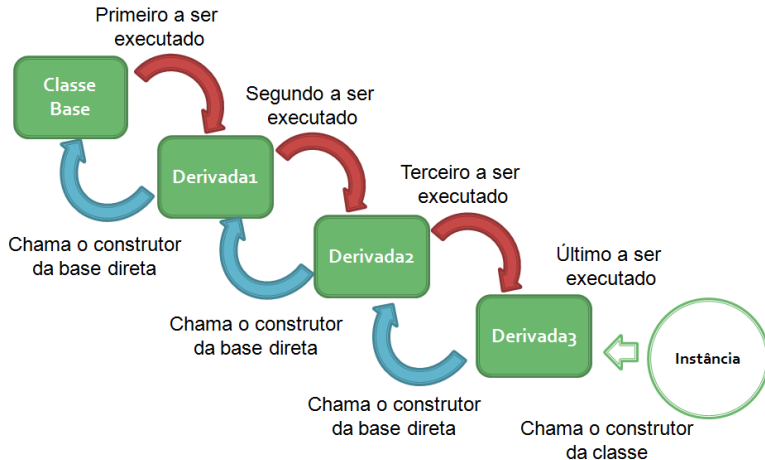 Primeiro a ser
executado
Classe
Base
Segundo a ser
executado
Derivada1
Terceiro a ser
executado
Chama o construtor
da base direta
Derivada2
Último a ser
executado
Chama o construtor
da base direta
Derivada3
Instância
Chama o construtor
da base direta
Chama o construtor
da classe